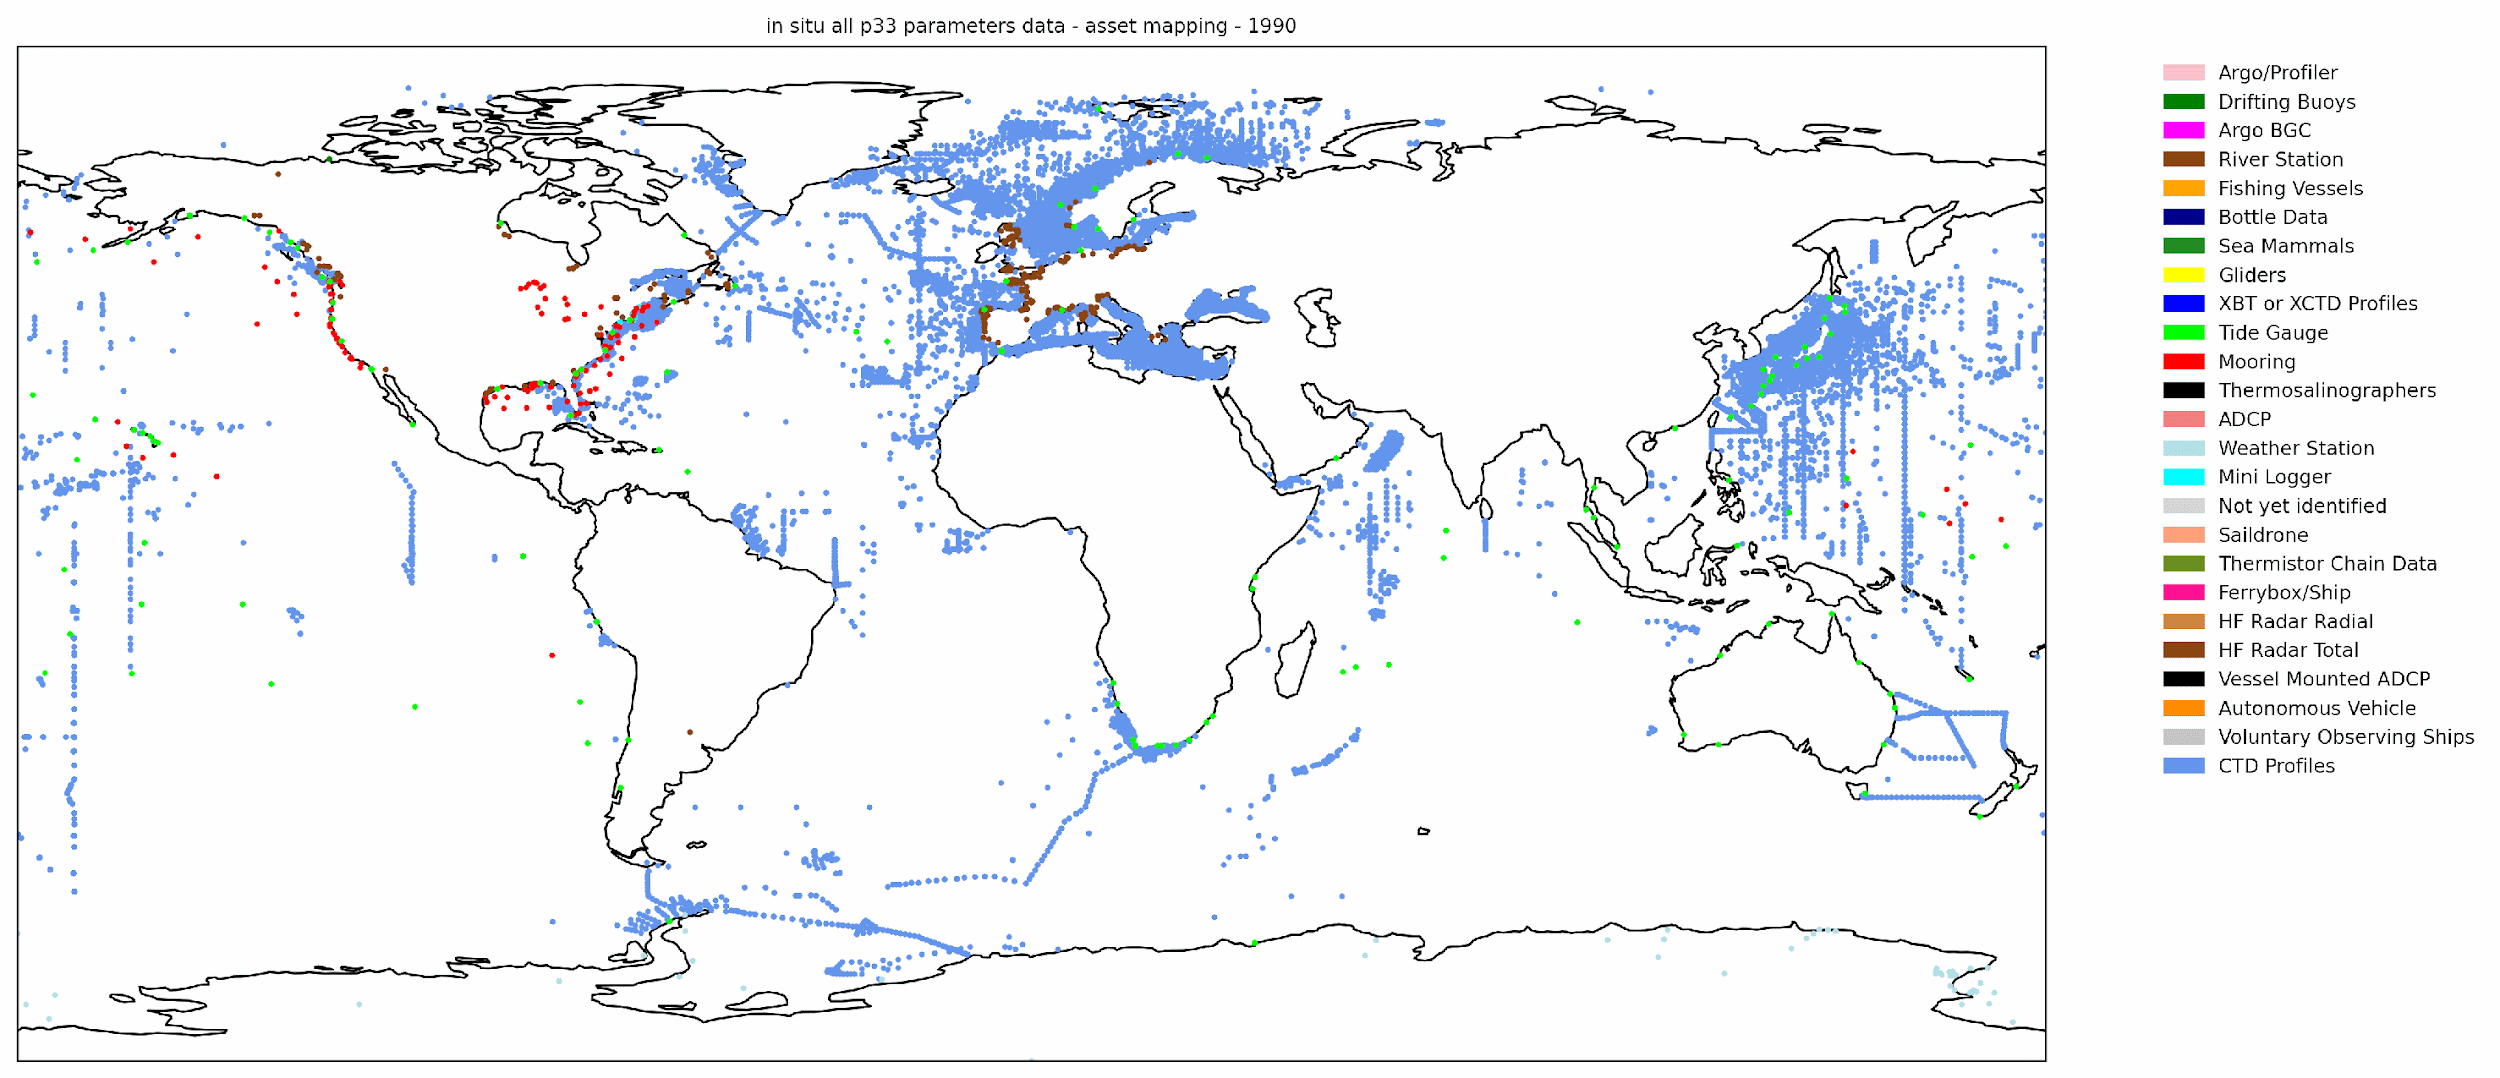 in situ all p33 parameters data - asset mapping - 1990
Argo/Profiler
Drifting Buoys
Argo BGC
River Station
Fishing Vessels
Bottle Data
Sea Mammals
Gliders
XBT or XCTD Profiles
Tide Gauge
Mooring
Thermosalinographers
ADCP
Weather Station
Mini Logger
Not yet identified
Saildrone
Thermistor Chain Data
Ferrybox/Ship
HF Radar Radial
HF Radar Total
Vessel Mounted ADCP
Autonomous Vehicle
Voluntary Observing Ships
CTD Profiles